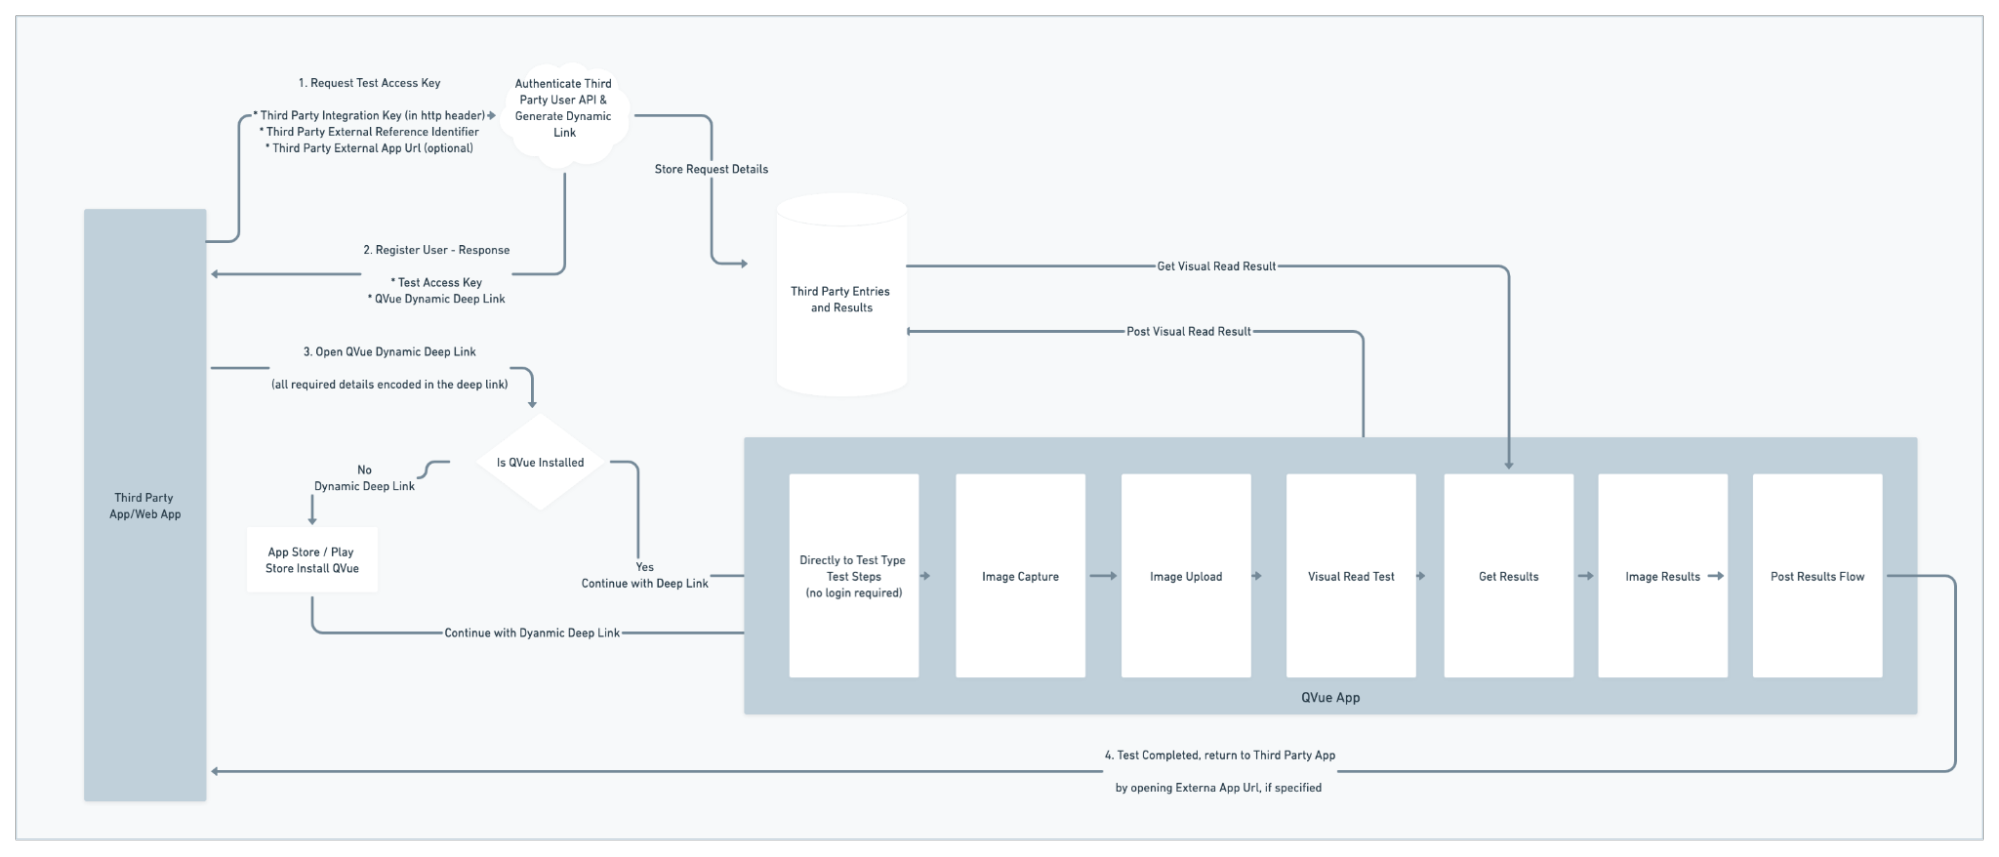 1. Request Test Access Key
* Third Party Integration Key (in http header)
* Third Party External Reference Identifier
* Third Party External App Url (optional)
Authenticate Third
Party User API &
Generate Dynamic
Link
Store Request Details
2. Register User - Response
* Test Access Key
* QVue Dynamic Deep Link
Third Party Entries
and Results
Get Visual Read Result
Post Visual Read Result
3. Open QVue Dynamic Deep Link
(all required details encoded in the deep link)
Is QVue Installed
No
Dynamic Deep Link
Third Party
App/Web App
App Store / Play
Store Install QVue
Yes
Continue with Deep Link
Continue with Dyanmic Deep Link
Directly to Test Type
Test Steps
(no login required)
Image Capture
Image Upload
Visual Read Test
Get Results
Image Results
Post Results Flow
QVue App
4. Test Completed, return to Third Party App
by opening Externa App Url, if specified